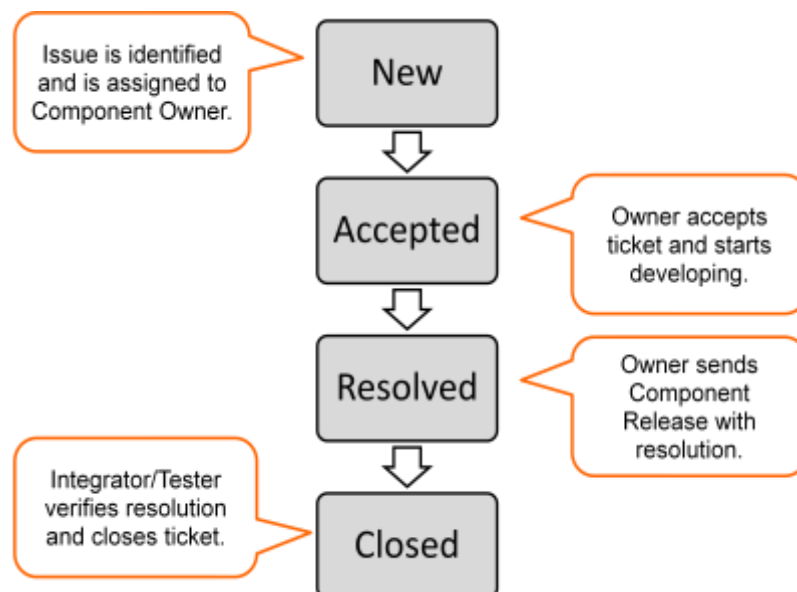 Issue is identified
and is assigned to
Component Owner.
New
Accepted
Owner accepts
ticket and starts
developing.
Resolved
Owner sends
Component
Release with
resolution.
Integrator/Tester
verifies resolution
and closes ticket.
Closed